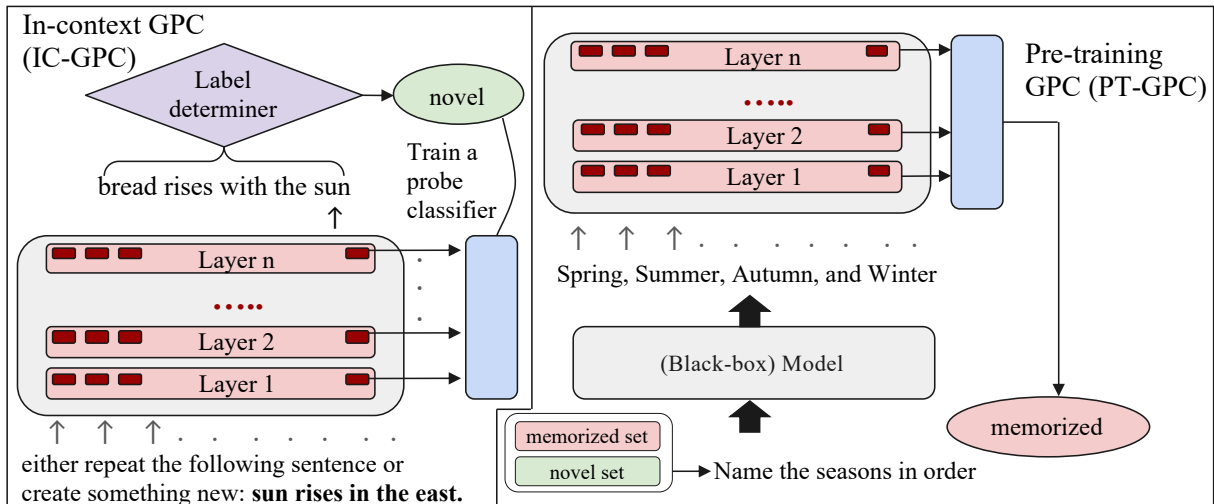 In-context GPC
(IC-GPC)
Label
determiner
novel
bread rises with the sun
Train a
probe
classifier
Layer n
Layer 2
Layer 1
either repeat the following sentence or
create something new: sun rises in the east.
Layer n
Layer 2
Layer 1
Pre-training
GPC (PT-GPC)
Spring, Summer, Autumn, and Winter
(Black-box) Model
memorized
memorized set
novel set
Name the seasons in order